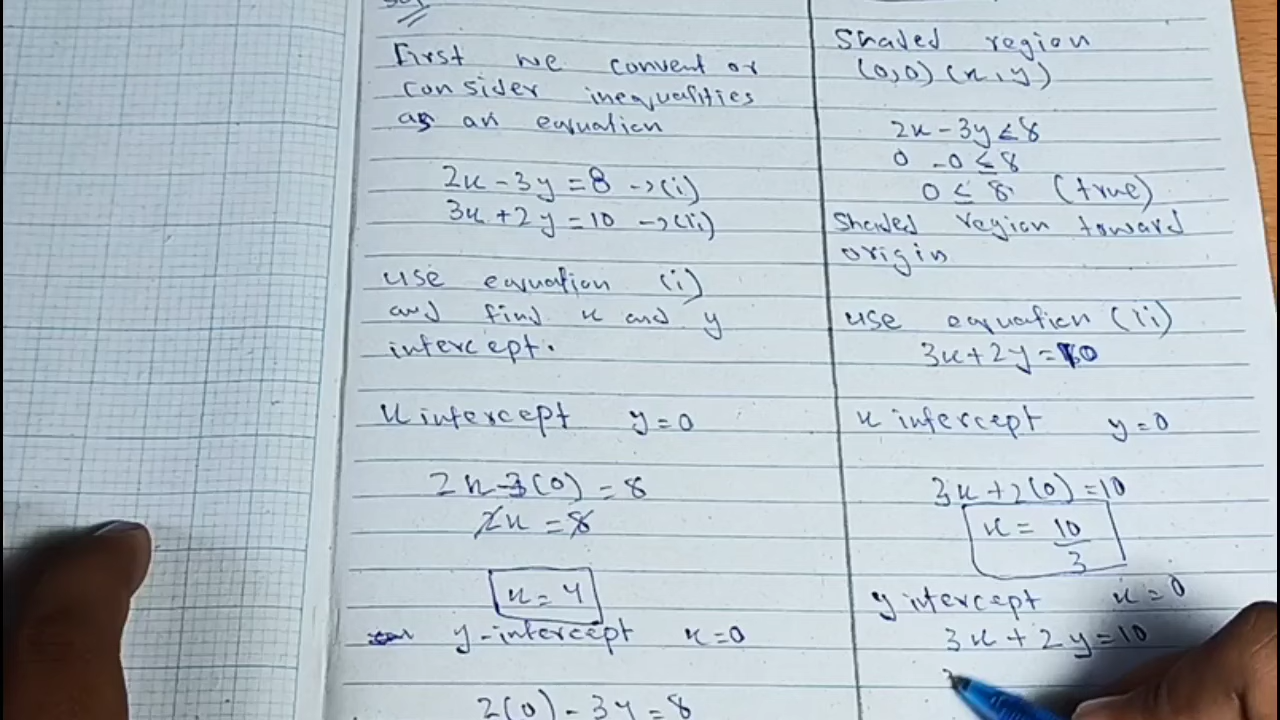 First we convent or
consider inequalities
as an equation
2x - 3y = 8 -> (i)
3x + 2y = 10 -> (ii)
use equation (i)
and find x and y
intercept.
x intercept y = 0
2x - 3(0) = 8
2x = 8
x = 4
y-intercept x = 0
2(0) - 3y = 8
Shaded region
(0,0) (x,y)
2x - 3y ≤ 8
0 - 0 ≤ 8
0 ≤ 8 (true)
Shaded region toward
origin
use equation (ii)
3x + 2y = 10
x intercept y = 0
3x + 2(0) = 10
x = 10/3
y intercept x = 0
3x + 2y = 10